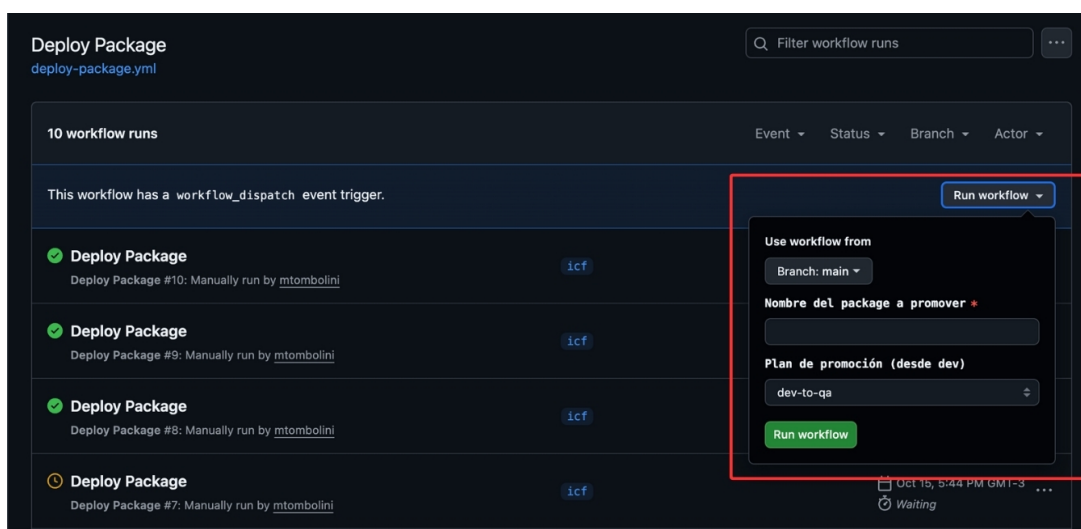 Deploy Package
Filter workflow runs
deploy-package.yml
10 workflow runs
Event
Status
Branch
Actor
This workflow has a workflow_dispatch event trigger.
Run workflow
Use workflow from
Branch: main
Nombre del package a promover *
Plan de promoción (desde dev)
dev-to-qa
Run workflow
Deploy Package
Deploy Package #10: Manually run by mtombolini
icf
Deploy Package
Deploy Package #9: Manually run by mtombolini
icf
Deploy Package
Deploy Package #8: Manually run by mtombolini
icf
Deploy Package
Deploy Package #7: Manually run by mtombolini
icf
Oct 15, 5:44 PM GMT-3
Waiting